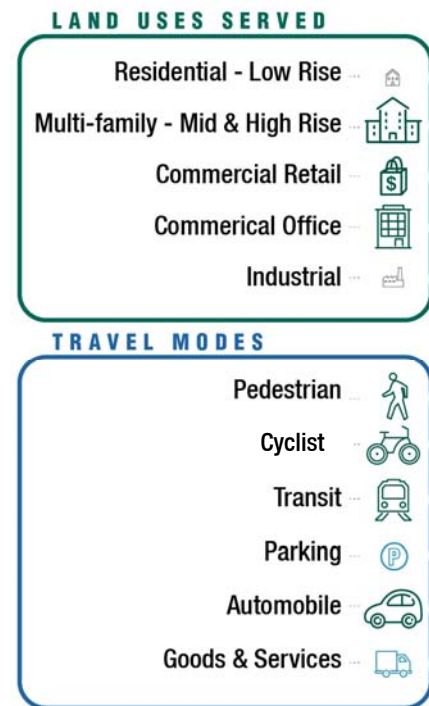 LAND USES SERVED
Residential - Low Rise
Multi-family - Mid & High Rise
Commercial Retail
$
Commerical Office
Industrial
TRAVEL MODES
Pedestrian
Cyclist
Transit
Parking P
Automobile
Goods & Services